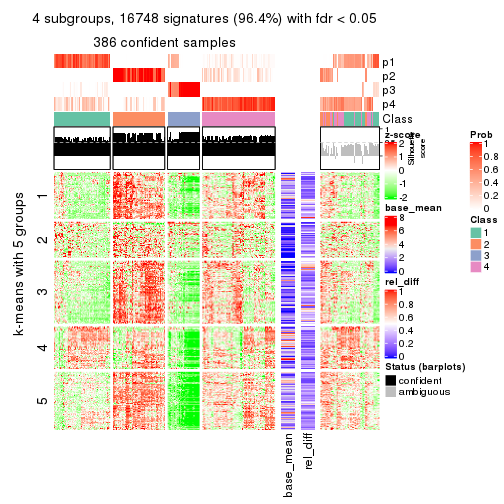 4 subgroups, 16748 signatures (96.4%) with fdr < 0.05
386 confident samples
p1
p2
p3
p4
Class
1
Silhouette
score
k-means with 5 groups
1
2
3
4
5
base_mean
rel_diff
z-score
2
1
0
-1
-2
base_mean
8
6
4
2
0
rel_diff
1
0.8
0.6
0.4
0.2
0
Status (barplots)
confident
ambiguous
Prob
1
0.8
0.6
0.4
0.2
0
Class
1
2
3
4